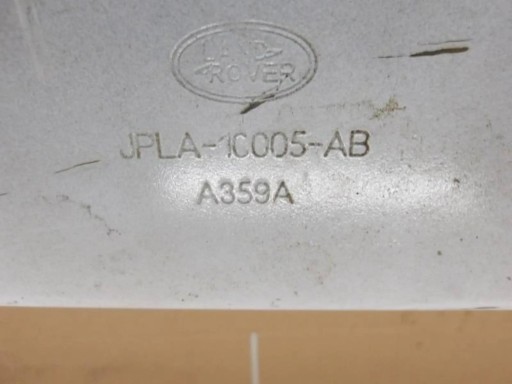 LAND
ROVER
JPLA-1C005-AB
A359A